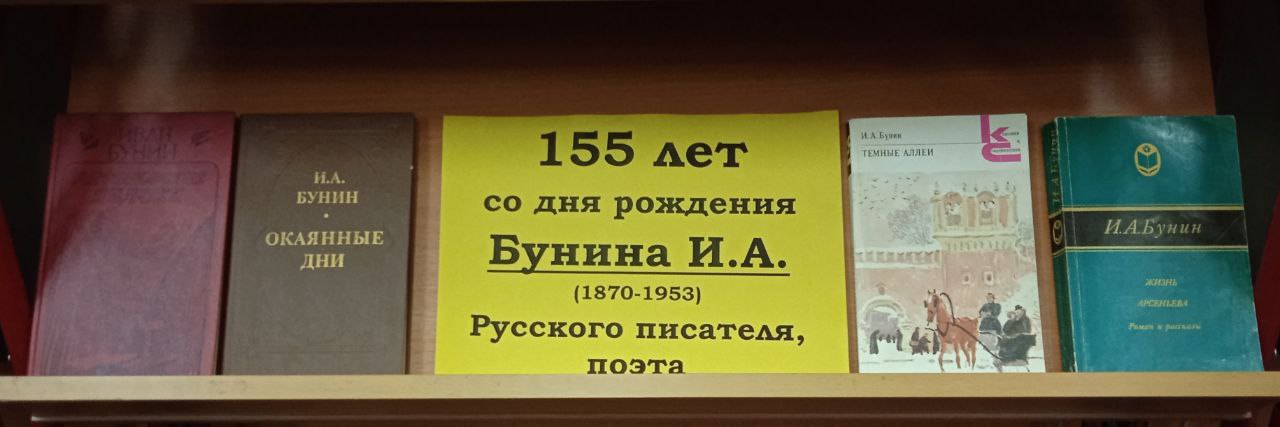 ИВАН
БУНИН
И.А.
БУНИН
ОКАЯННЫЕ
ДНИ
155 лет
со дня рождения
Бунина И.А.
(1870-1953)
Русского писателя,
поэта
И. А. Бунин
ТЕМНЫЕ АЛЛЕИ
И.А. Бунин
И.А.Бунин
ЖИЗНЬ
АРСЕНЬЕВА
Роман и рассказы